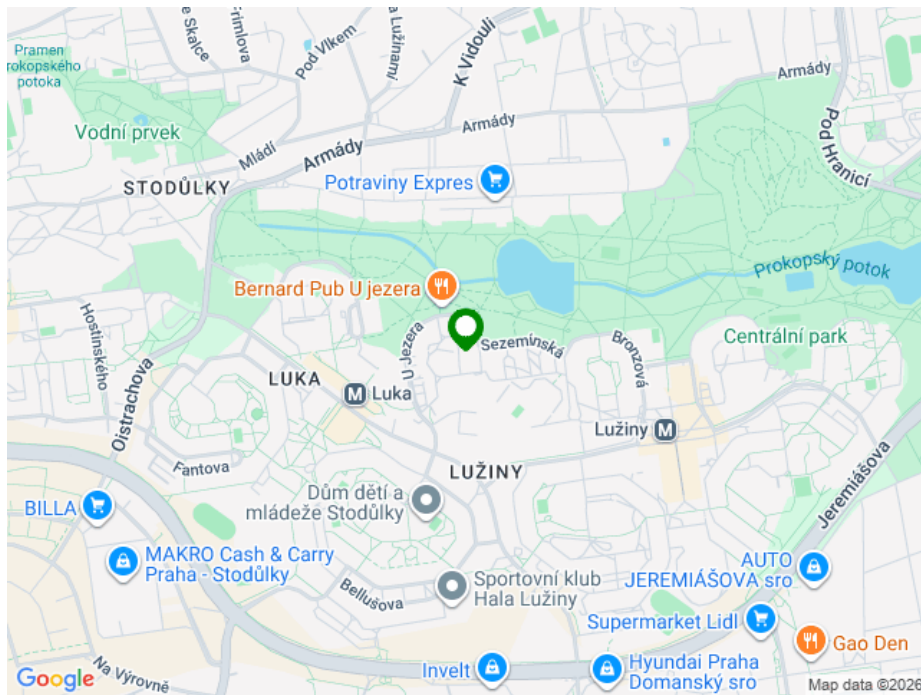 e Skalce
Frimlova
Pod Vlkem
a Lužinami
K Vidouli
Armády
Pod Hranicí
Pramen
rokopského
potoka
Vodní prvek
Mládí
Armády
Armády
STODŮLKY
Potraviny Expres
Prokopský potok
Bernard Pub U jezera
Hostinského
U Jezera
Sezemínská
Bronzová
Centrální park
LUKA
M Luka
Oistrachova
Lužiny M
Fantova
LUŽINY
Jeremiášova
Dům dětí a
mládeže Stodůlky
BILLA
MAKRO Cash & Carry
Praha - Stodůlky
AUTO
JEREMIÁŠOVA sro
Bellušova
Sportovní klub
Hala Lužiny
Supermarket Lidl
Gao Den
Na Výrovně
Invelt
Hyundai Praha
Domanský sro
Google
Map data ©2026